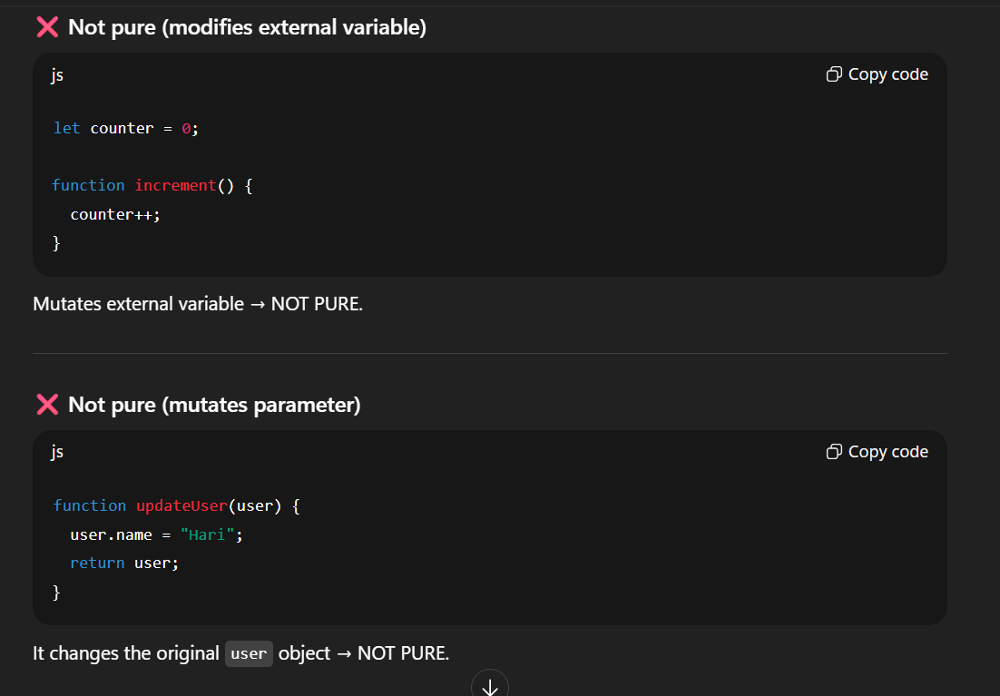 ❌ Not pure (modifies external variable)
js
Copy code
let counter = 0;
function increment() {
counter++;
}
Mutates external variable → NOT PURE.
❌ Not pure (mutates parameter)
js
Copy code
function updateUser(user) {
user.name = "Hari";
return user;
}
It changes the original user object → NOT PURE.